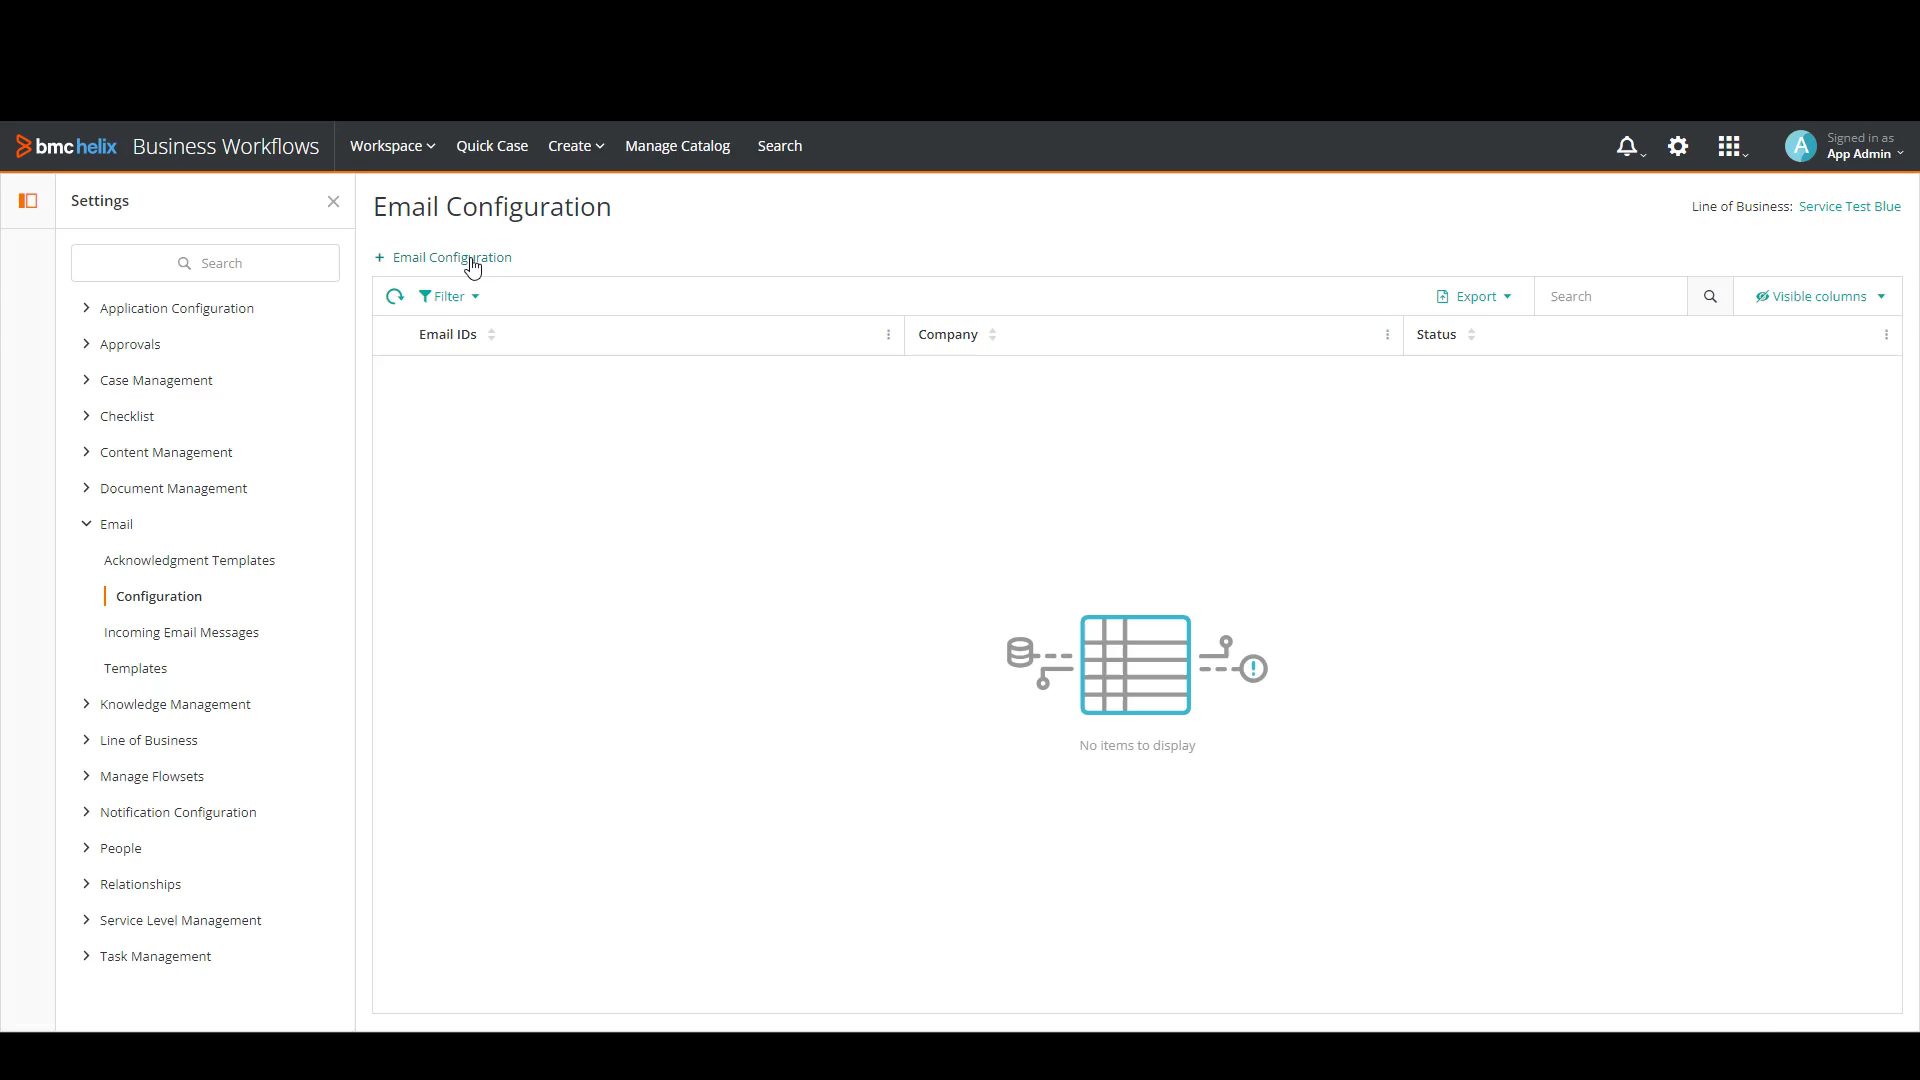 bmchelix Business Workflows Workspace Quick Case Create Manage Catalog Search A Signed in as
App Admin
Settings
Search
Application Configuration
Approvals
Case Management
Checklist
Content Management
Document Management
Email
Acknowledgment Templates
Configuration
Incoming Email Messages
Templates
Knowledge Management
Line of Business
Manage Flowsets
Notification Configuration
People
Relationships
Service Level Management
Task Management
Email Configuration
Line of Business: Service Test Blue
+ Email Configuration
Filter Export Search Visible columns
Email IDs Company Status
No items to display